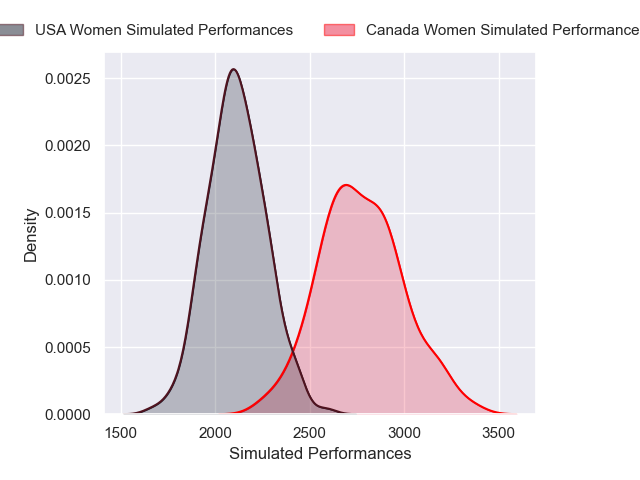 USA Women Simulated Performances
Canada Women Simulated Performance
0.0025
0.0020
0.0015
0.0010
0.0005
0.0000
Density
1500 2000 2500 3000 3500
Simulated Performances